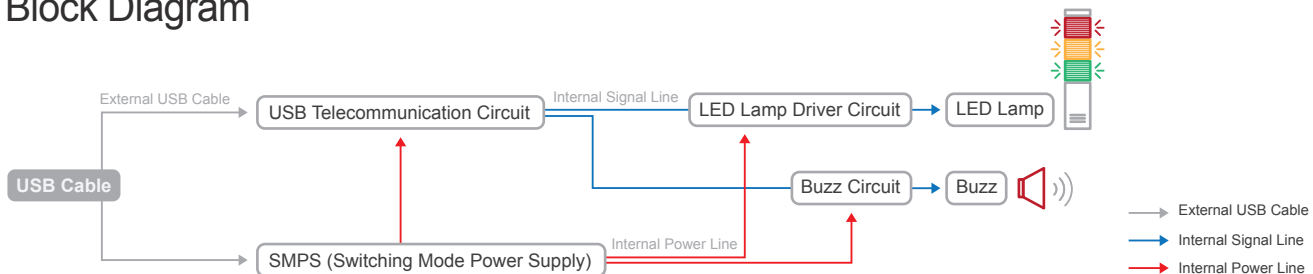 Block Diagram
External USB Cable
USB Telecommunication Circuit
Internal Signal Line
LED Lamp Driver Circuit
LED Lamp
USB Cable
Buzz Circuit
Buzz
SMPS (Switching Mode Power Supply)
Internal Power Line
External USB Cable
Internal Signal Line
Internal Power Line